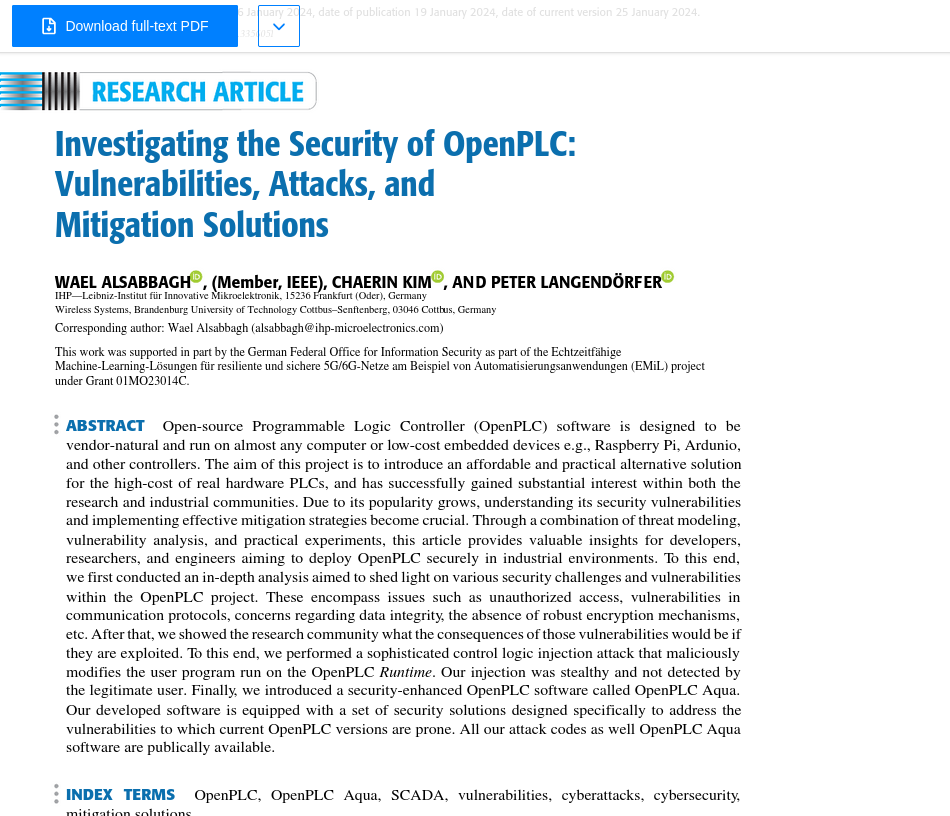 5 January 2024, date of publication 19 January 2024, date of current version 25 January 2024.
Download full-text PDF
RESEARCH ARTICLE
Investigating the Security of OpenPLC:
Vulnerabilities, Attacks, and
Mitigation Solutions
WAEL ALSABBAGH, (Member, IEEE), CHAERIN KIM, AND PETER LANGENDÖRFER
IHP—Leibniz-Institut für Innovative Mikroelektronik, 15236 Frankfurt (Oder), Germany
Wireless Systems, Brandenburg University of Technology Cottbus–Senftenberg, 03046 Cottbus, Germany
Corresponding author: Wael Alsabbagh (alsabbagh@ihp-microelectronics.com)
This work was supported in part by the German Federal Office for Information Security as part of the Echtzeitfähige
Machine-Learning-Lösungen für resiliente und sichere 5G/6G-Netze am Beispiel von Automatisierungsanwendungen (EMiL) project
under Grant 01MO23014C.
ABSTRACT Open-source Programmable Logic Controller (OpenPLC) software is designed to be
vendor-natural and run on almost any computer or low-cost embedded devices e.g., Raspberry Pi, Ardunio,
and other controllers. The aim of this project is to introduce an affordable and practical alternative solution
for the high-cost of real hardware PLCs, and has successfully gained substantial interest within both the
research and industrial communities. Due to its popularity grows, understanding its security vulnerabilities
and implementing effective mitigation strategies become crucial. Through a combination of threat modeling,
vulnerability analysis, and practical experiments, this article provides valuable insights for developers,
researchers, and engineers aiming to deploy OpenPLC securely in industrial environments. To this end,
we first conducted an in-depth analysis aimed to shed light on various security challenges and vulnerabilities
within the OpenPLC project. These encompass issues such as unauthorized access, vulnerabilities in
communication protocols, concerns regarding data integrity, the absence of robust encryption mechanisms,
etc. After that, we showed the research community what the consequences of those vulnerabilities would be if
they are exploited. To this end, we performed a sophisticated control logic injection attack that maliciously
modifies the user program run on the OpenPLC Runtime. Our injection was stealthy and not detected by
the legitimate user. Finally, we introduced a security-enhanced OpenPLC software called OpenPLC Aqua.
Our developed software is equipped with a set of security solutions designed specifically to address the
vulnerabilities to which current OpenPLC versions are prone. All our attack codes as well OpenPLC Aqua
software are publically available.
INDEX TERMS OpenPLC, OpenPLC Aqua, SCADA, vulnerabilities, cyberattacks, cybersecurity,
mitigation solutions